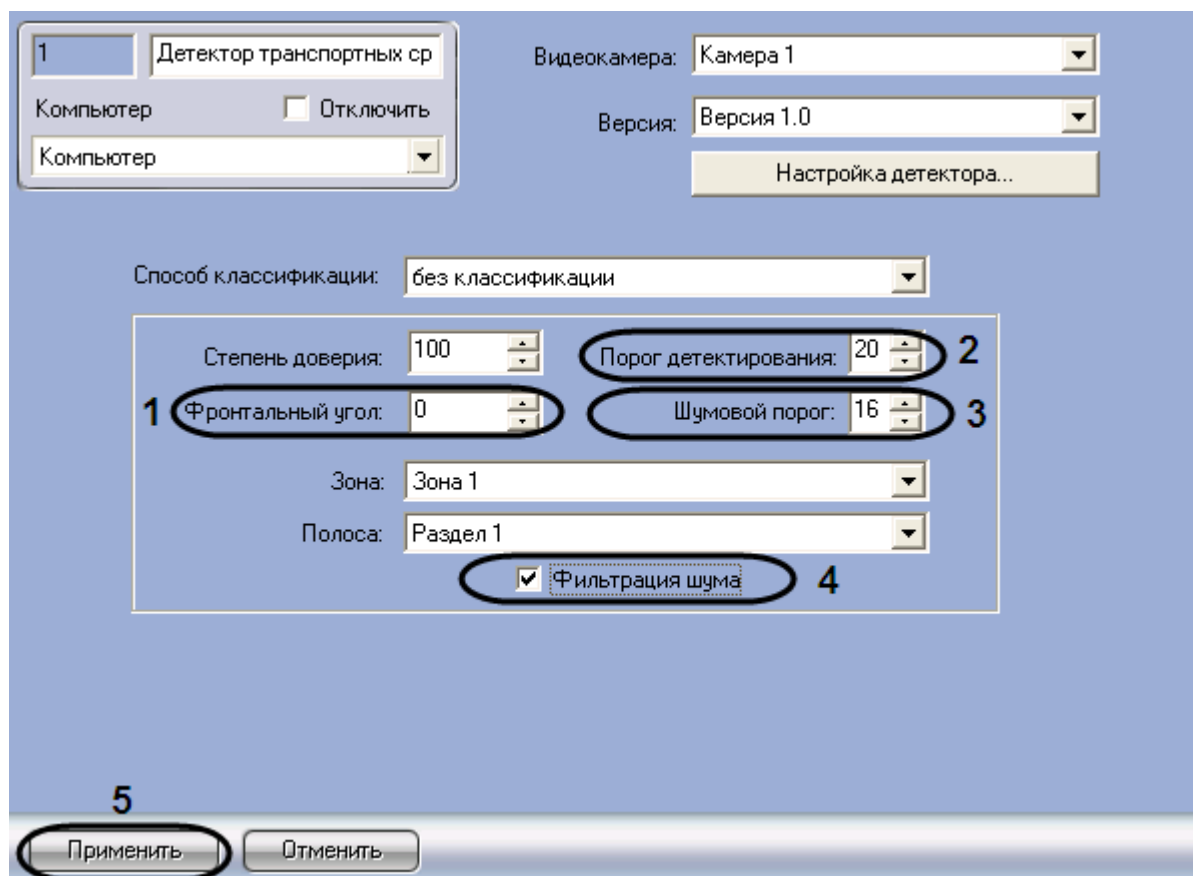 1 Детектор транспортных ср
Видеокамера: Камера 1
Компьютер Отключить
Версия: Версия 1.0
Компьютер
Настройка детектора...
Способ классификации: без классификации
Степень доверия: 100 Порог детектирования: 20 2
1 Фронтальный угол: 0 Шумовой порог: 16 3
Зона: Зона 1
Полоса: Раздел 1
Фильтрация шума 4
5
Применить Отменить